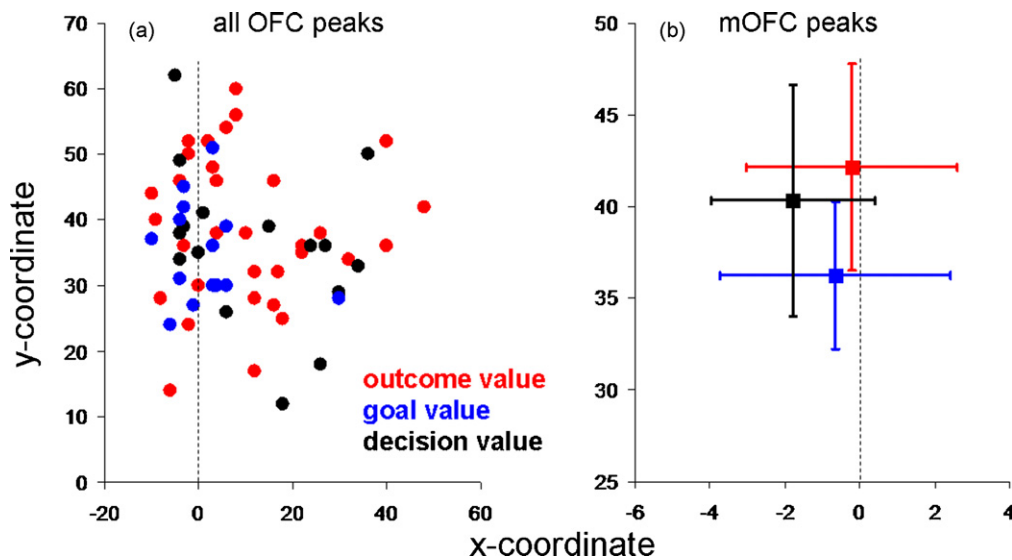 (a) all OFC peaks
y-coordinate
70
60
50
40
30
20
10
0
-20 0 20 40 60
outcome value
goal value
decision value
(b) mOFC peaks
50
45
40
35
30
25
-6 -4 -2 0 2 4
x-coordinate